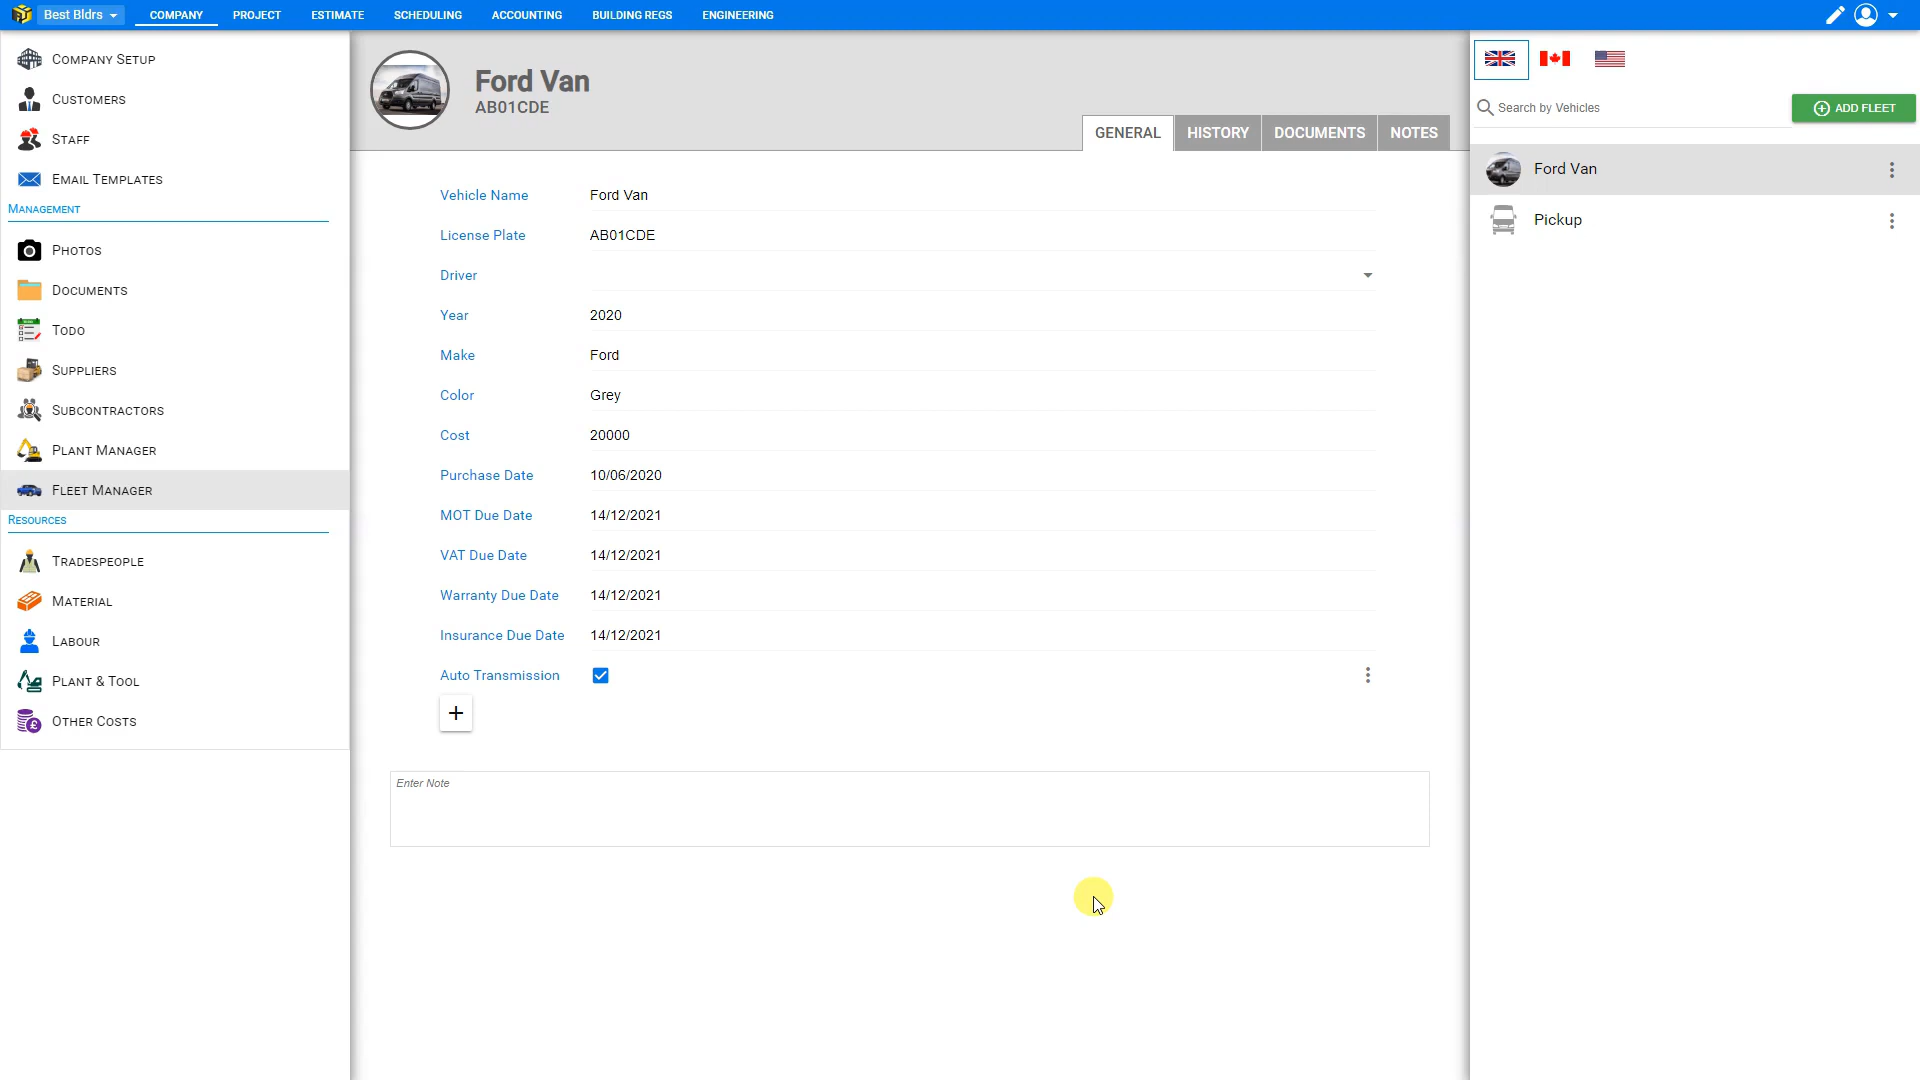 Best Bldrs
COMPANY
PROJECT
ESTIMATE
SCHEDULING
ACCOUNTING
BUILDING REGS
ENGINEERING
Company Setup
Customers
Staff
Email Templates
Management
Photos
Documents
Todo
Suppliers
Subcontractors
Plant Manager
Fleet Manager
Resources
Tradespeople
Material
Labour
Plant & Tool
Other Costs
Ford Van
AB01CDE
GENERAL
HISTORY
DOCUMENTS
NOTES
Vehicle Name Ford Van
License Plate AB01CDE
Driver
Year 2020
Make Ford
Color Grey
Cost 20000
Purchase Date 10/06/2020
MOT Due Date 14/12/2021
VAT Due Date 14/12/2021
Warranty Due Date 14/12/2021
Insurance Due Date 14/12/2021
Auto Transmission
Enter Note
Search by Vehicles
ADD FLEET
Ford Van
Pickup